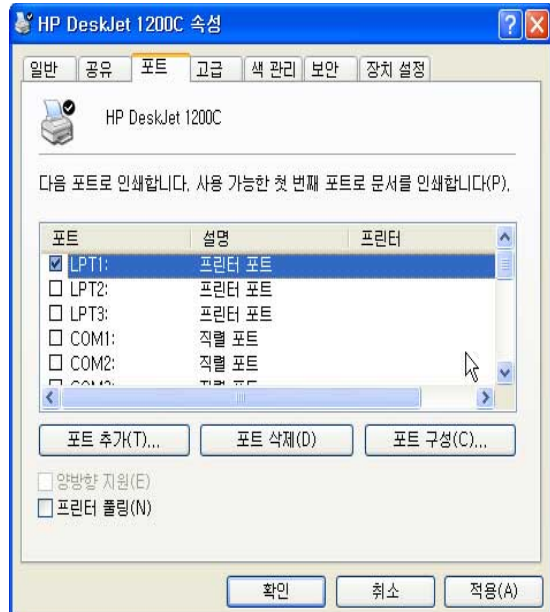 HP DeskJet 1200C 속성
일반 공유 포트 고급 색 관리 보안 장치 설정
HP DeskJet 1200C
다음 포트로 인쇄합니다. 사용 가능한 첫 번째 포트로 문서를 인쇄합니다(P).
포트 설명 프린터
LPT1: 프린터 포트
LPT2: 프린터 포트
LPT3: 프린터 포트
COM1: 직렬 포트
COM2: 직렬 포트
포트 추가(T)... 포트 삭제(D) 포트 구성(C)...
양방향 지원(E)
프린터 풀링(N)
확인 취소 적용(A)